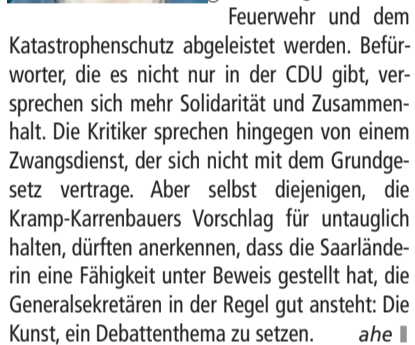 Feuerwehr und dem
Katastrophenschutz abgeleistet werden. Befür-
worter, die es nicht nur in der CDU gibt, ver-
sprechen sich mehr Solidarität und Zusammen-
halt. Die Kritiker sprechen hingegen von einem
Zwangsdienst, der sich nicht mit dem Grundge-
setz vertrage. Aber selbst diejenigen, die
Kramp-Karrenbauers Vorschlag für untauglich
halten, dürften anerkennen, dass die Saarlände-
rin eine Fähigkeit unter Beweis gestellt hat, die
Generalsekretären in der Regel gut ansteht: Die
Kunst, ein Debattenthema zu setzen. ahe